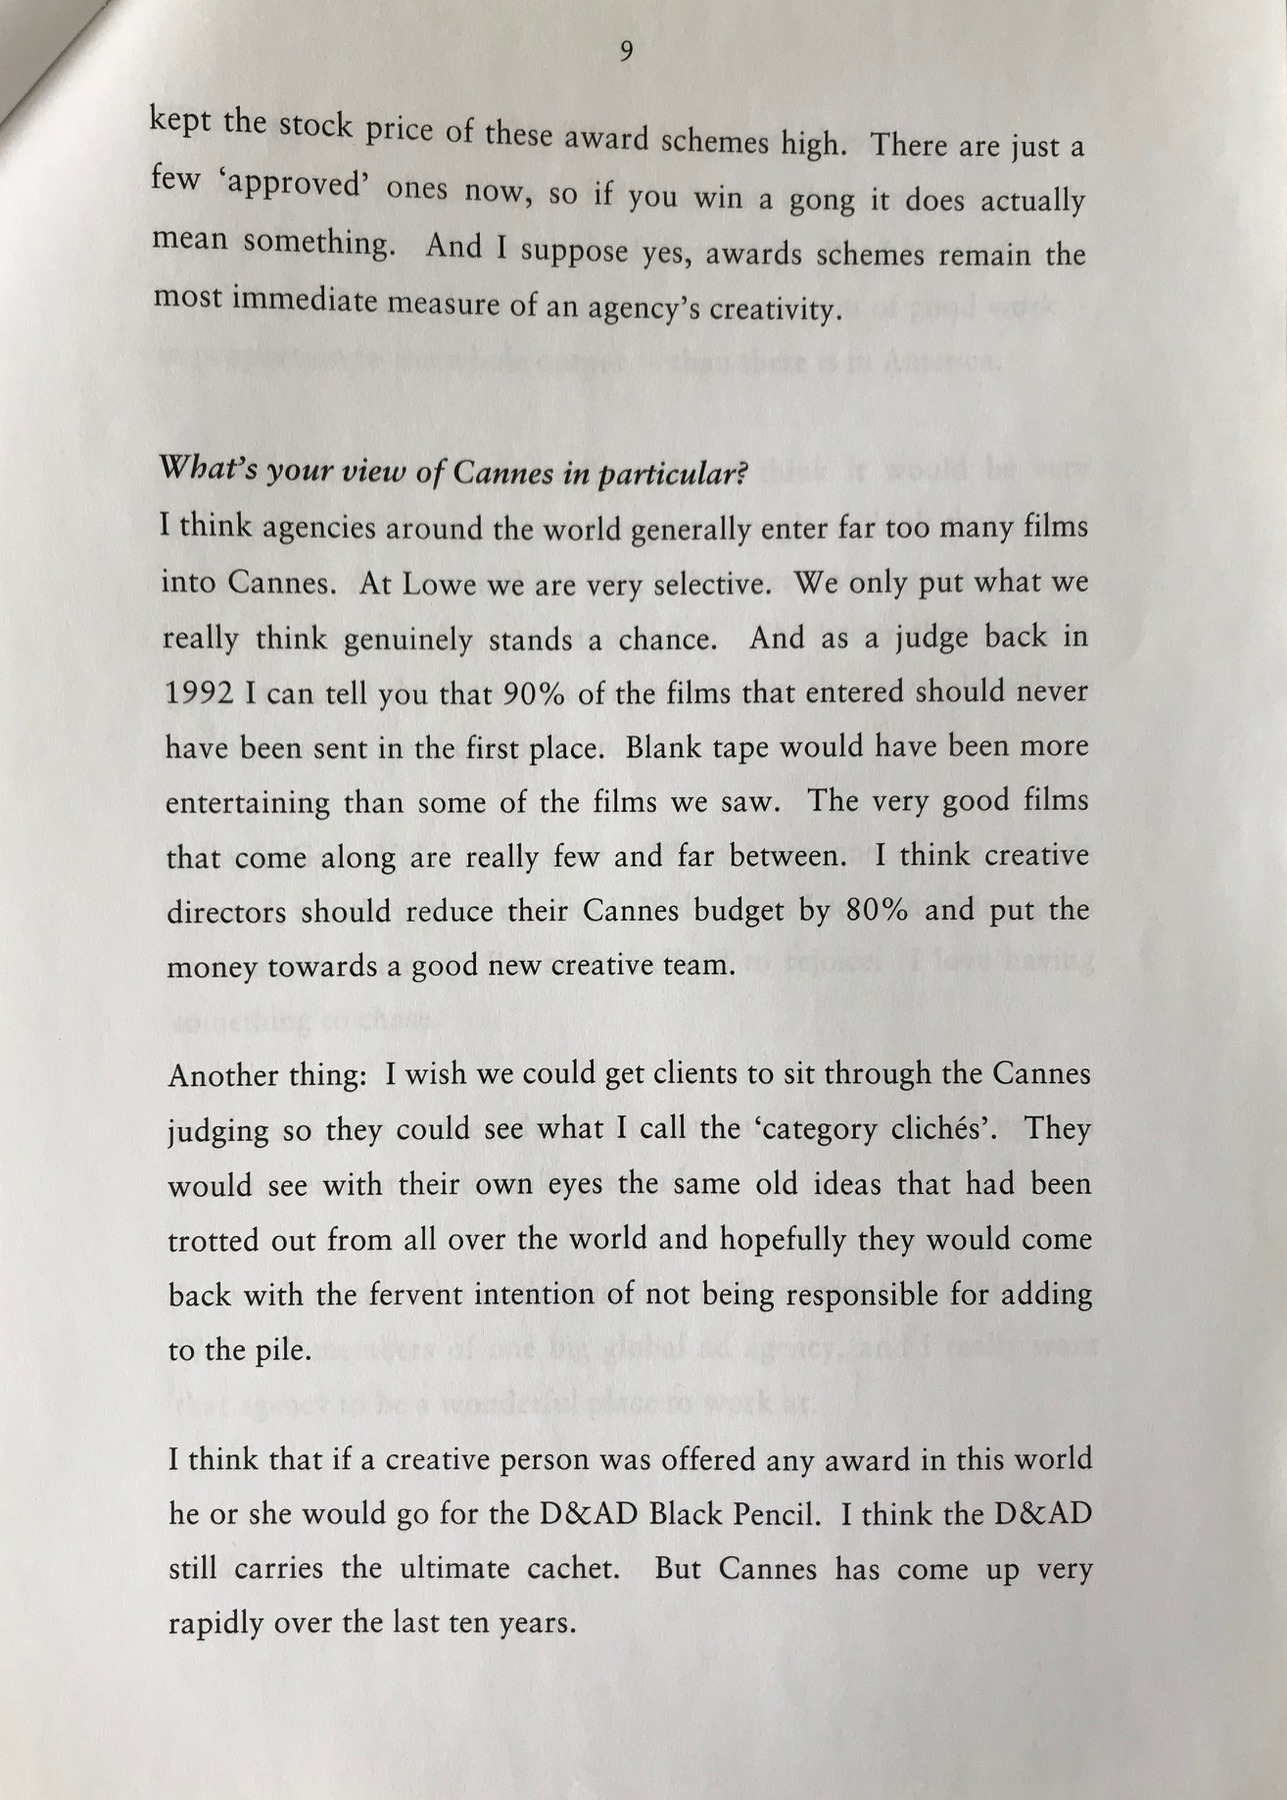 9
kept the stock price of these award schemes high. There are just a
few ‘approved’ ones now, so if you win a gong it does actually
mean something. And I suppose yes, awards schemes remain the
most immediate measure of an agency’s creativity.
What’s your view of Cannes in particular?
I think agencies around the world generally enter far too many films
into Cannes. At Lowe we are very selective. We only put what we
really think genuinely stands a chance. And as a judge back in
1992 I can tell you that 90% of the films that entered should never
have been sent in the first place. Blank tape would have been more
entertaining than some of the films we saw. The very good films
that come along are really few and far between. I think creative
directors should reduce their Cannes budget by 80% and put the
money towards a good new creative team.
Another thing: I wish we could get clients to sit through the Cannes
judging so they could see what I call the ‘category clichés’. They
would see with their own eyes the same old ideas that had been
trotted out from all over the world and hopefully they would come
back with the fervent intention of not being responsible for adding
to the pile.
I think that if a creative person was offered any award in this world
he or she would go for the D&AD Black Pencil. I think the D&AD
still carries the ultimate cachet. But Cannes has come up very
rapidly over the last ten years.